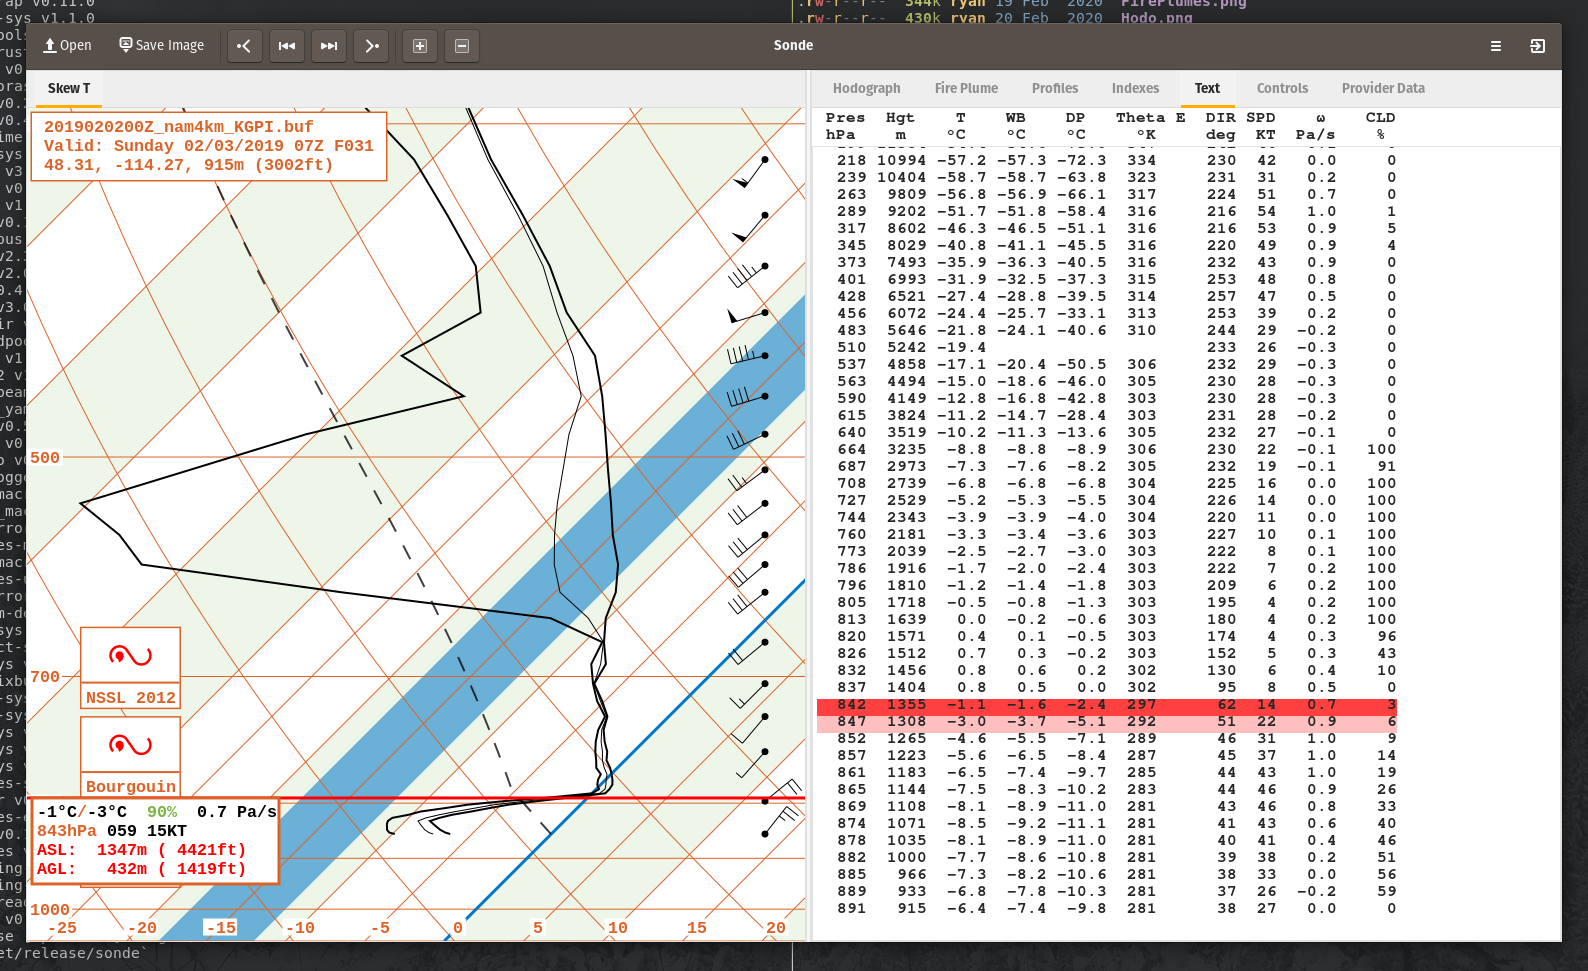 ap v0.11.0
-sys v1.1.0
.rw-r--r-- 344k ryan 19 Feb 2020 FirePlumes.png
.rw-r--r-- 430k ryan 20 Feb 2020 Hodo.png
Open Save Image Sonde
Skew T
Hodograph Fire Plume Profiles Indexes Text Controls Provider Data
2019020200Z_nam4km_KGPI.buf
Valid: Sunday 02/03/2019 07Z F031
48.31, -114.27, 915m (3002ft)
500
700
1000
NSSL 2012
Bourgouin
-1°C/-3°C 90% 0.7 Pa/s
843hPa 059 15KT
ASL: 1347m ( 4421ft)
AGL: 432m ( 1419ft)
-25 -20 -15 -10 -5 0 5 10 15 20
et/release/sonde`
Pres Hgt T WB DP Theta E DIR SPD ω CLD
hPa m °C °C °C °K deg KT Pa/s %
218 10994 -57.2 -57.3 -72.3 334 230 42 0.0 0
239 10404 -58.7 -58.7 -63.8 323 231 31 0.2 0
263 9809 -56.8 -56.9 -66.1 317 224 51 0.7 0
289 9202 -51.7 -51.8 -58.4 316 216 54 1.0 1
317 8602 -46.3 -46.5 -51.1 316 216 53 0.9 5
345 8029 -40.8 -41.1 -45.5 316 220 49 0.9 4
373 7493 -35.9 -36.3 -40.5 316 232 43 0.9 0
401 6993 -31.9 -32.5 -37.3 315 253 48 0.8 0
428 6521 -27.4 -28.8 -39.5 314 257 47 0.5 0
456 6072 -24.4 -25.7 -33.1 313 253 39 0.2 0
483 5646 -21.8 -24.1 -40.6 310 244 29 -0.2 0
510 5242 -19.4 233 26 -0.3 0
537 4858 -17.1 -20.4 -50.5 306 232 29 -0.3 0
563 4494 -15.0 -18.6 -46.0 305 230 28 -0.3 0
590 4149 -12.8 -16.8 -42.8 303 230 28 -0.3 0
615 3824 -11.2 -14.7 -28.4 303 231 28 -0.2 0
640 3519 -10.2 -11.3 -13.6 305 232 27 -0.1 0
664 3235 -8.8 -8.8 -8.9 306 230 22 -0.1 100
687 2973 -7.3 -7.6 -8.2 305 232 19 -0.1 91
708 2739 -6.8 -6.8 -6.8 304 225 16 0.0 100
727 2529 -5.2 -5.3 -5.5 304 226 14 0.0 100
744 2343 -3.9 -3.9 -4.0 304 220 11 0.0 100
760 2181 -3.3 -3.4 -3.6 303 227 10 0.1 100
773 2039 -2.5 -2.7 -3.0 303 222 8 0.1 100
786 1916 -1.7 -2.0 -2.4 303 222 7 0.2 100
796 1810 -1.2 -1.4 -1.8 303 209 6 0.2 100
805 1718 -0.5 -0.8 -1.3 303 195 4 0.2 100
813 1639 0.0 -0.2 -0.6 303 180 4 0.2 100
820 1571 0.4 0.1 -0.5 303 174 4 0.3 96
826 1512 0.7 0.3 -0.2 303 152 5 0.3 43
832 1456 0.8 0.6 0.2 302 130 6 0.4 10
837 1404 0.8 0.5 0.0 302 95 8 0.5 0
842 1355 -1.1 -1.6 -2.4 297 62 14 0.7 3
847 1308 -3.0 -3.7 -5.1 292 51 22 0.9 6
852 1265 -4.6 -5.5 -7.1 289 46 31 1.0 9
857 1223 -5.6 -6.5 -8.4 287 45 37 1.0 14
861 1183 -6.5 -7.4 -9.7 285 44 43 1.0 19
865 1144 -7.5 -8.3 -10.2 283 44 46 0.9 26
869 1108 -8.1 -8.9 -11.0 281 43 46 0.8 33
874 1071 -8.5 -9.2 -11.1 281 41 43 0.6 40
878 1035 -8.1 -8.9 -11.0 281 40 41 0.4 46
882 1000 -7.7 -8.6 -10.8 281 39 38 0.2 51
885 966 -7.3 -8.2 -10.6 281 38 33 0.0 56
889 933 -6.8 -7.8 -10.3 281 37 26 -0.2 59
891 915 -6.4 -7.4 -9.8 281 38 27 0.0 0